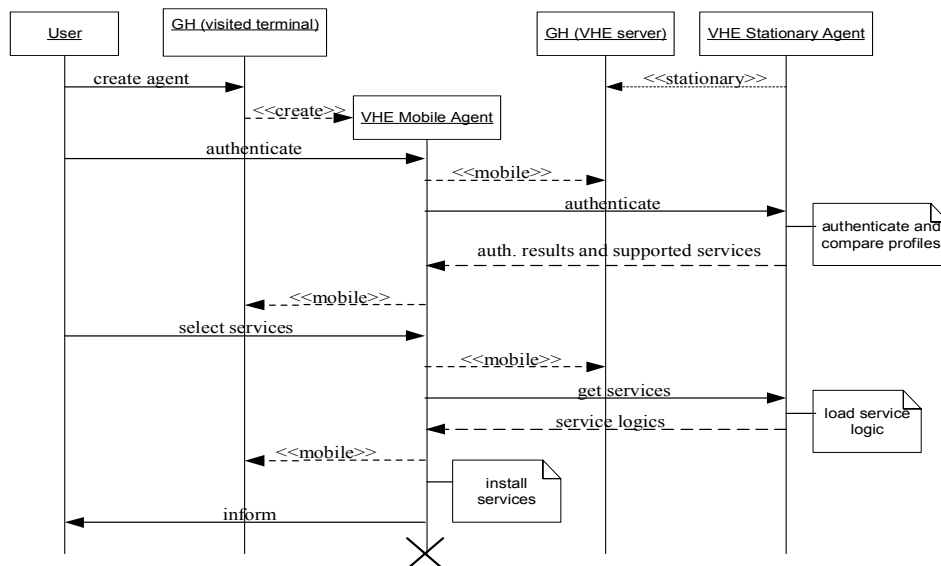 User
GH (visited terminal)
GH (VHE server)
VHE Stationary Agent
create agent
<<stationary>>
<<create>>
VHE Mobile Agent
authenticate
<<mobile>>
authenticate
authenticate and
compare profiles
auth. results and supported services
<<mobile>>
select services
<<mobile>>
get services
load service
logic
service logics
<<mobile>>
install
services
inform